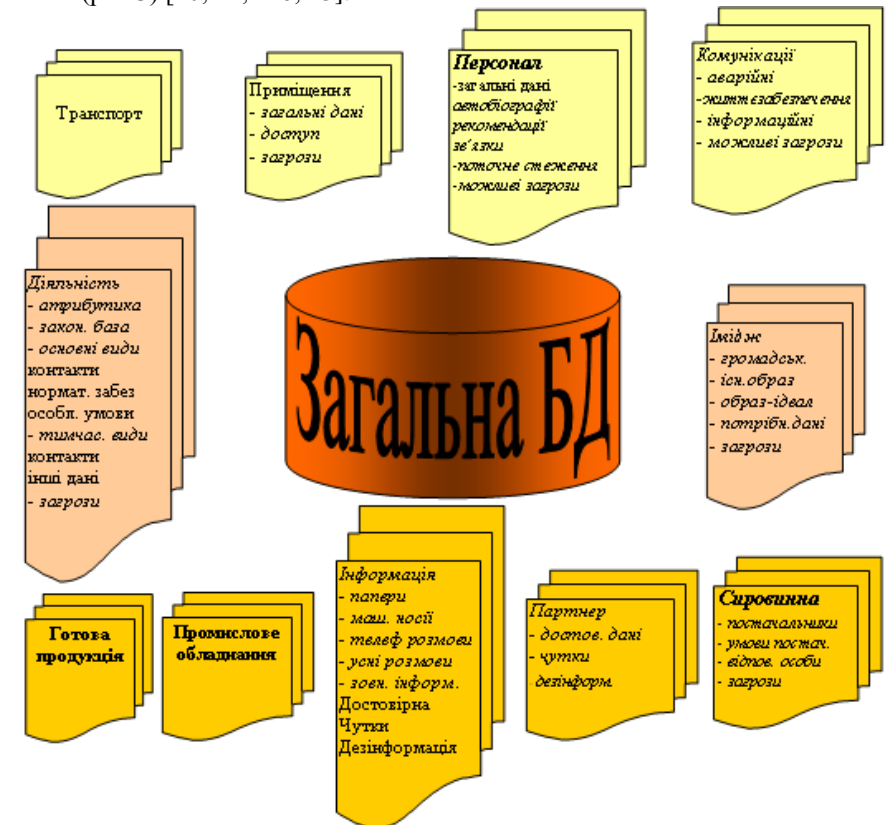 Транспорт
Приміщення
- загальні дані
- доступ
- загрози
Персонал
-загальні дані
автобіографії
рекомендації
зв'язки
-поточне стеження
-можливі загрози
Комунікації
- аварійні
-життєзабезпечення
- інформаційні
- можливі загрози
Діяльність
- атрибутика
- закон. база
- основні види
контакти
нормат. забез
особл. умови
- тимчас. види
контакти
інші дані
- загрози
Загальна БД
Імідж
- громадськ.
- існ.образ
- образ-ідеал
- потрібн.дані
- загрози
Готова
продукція
Промислове
обладнання
Інформація
- папери
- маш. носії
- телеф розмови
- усні розмови
- зовн. інформ.
Достовірна
Чутки
Дезінформація
Партнер
- достов. дані
- чутки
- дезінформ.
Сировинна
- постачальники
- умови постач.
- відпов. особи
- загрози